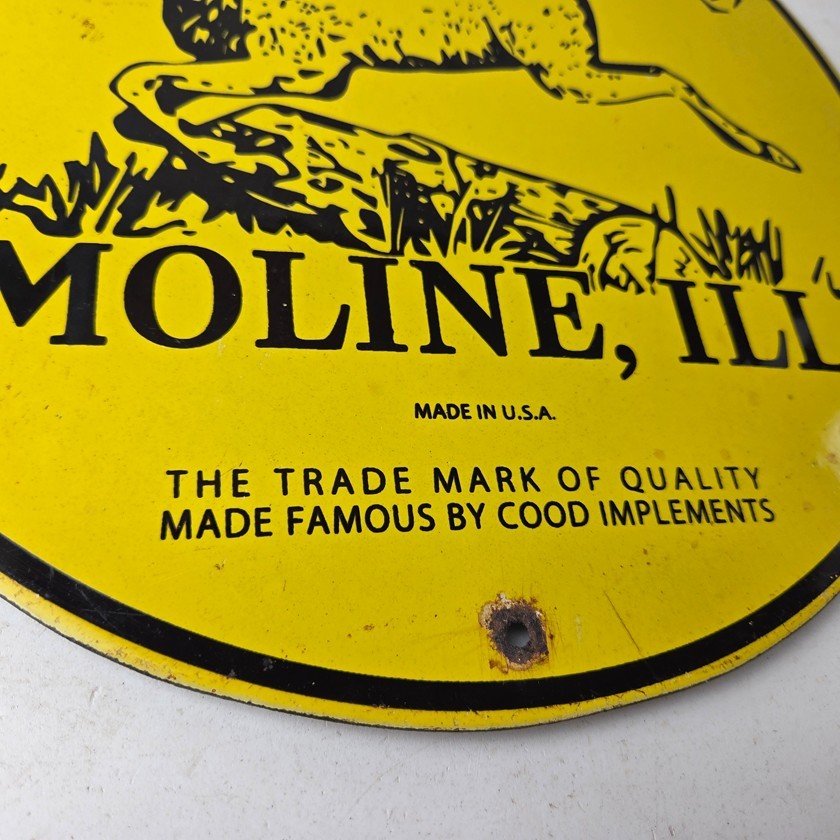 MOLINE, ILL
MADE IN U.S.A.
THE TRADE MARK OF QUALITY
MADE FAMOUS BY COOD IMPLEMENTS